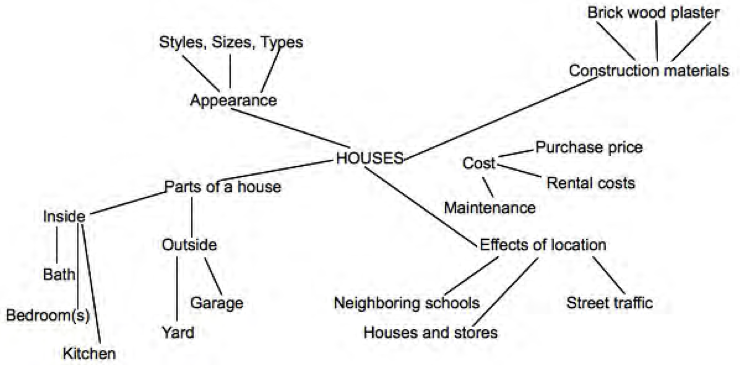 Brick wood plaster
Styles, Sizes, Types
Construction materials
Appearance
HOUSES
Purchase price
Cost
Rental costs
Parts of a house
Maintenance
Inside
Outside
Effects of location
Bath
Garage
Neighboring schools
Street traffic
Bedroom(s)
Yard
Houses and stores
Kitchen